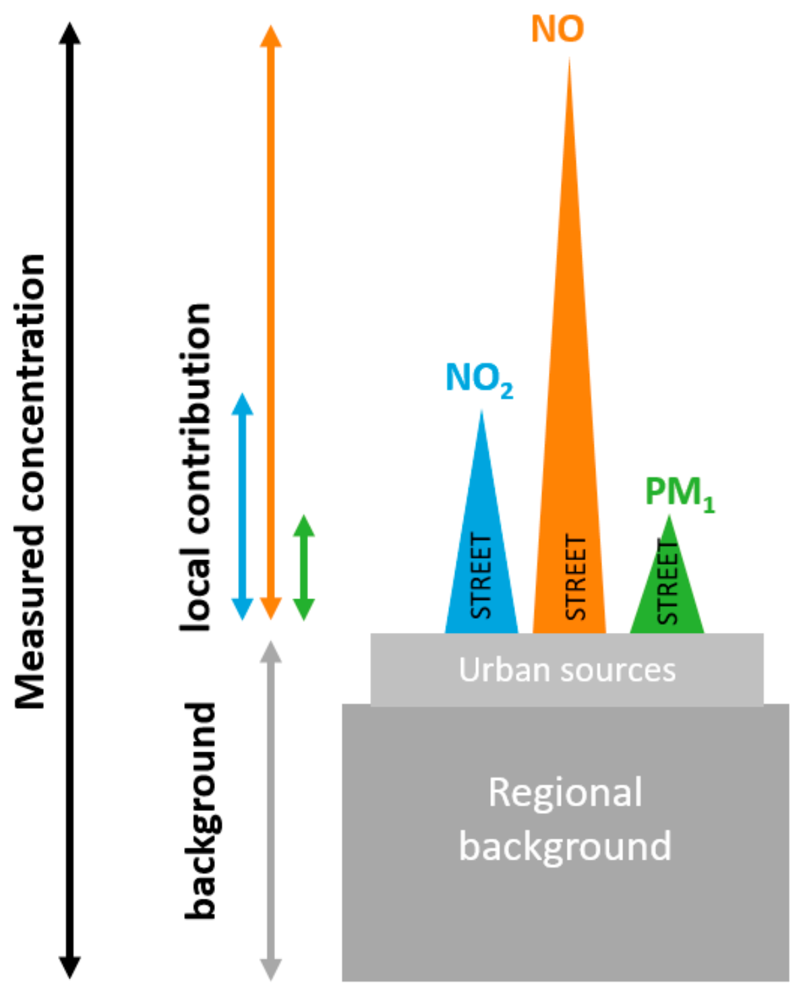 Measured concentration
local contribution
background
NO
NO₂
PM₁
STREET
STREET
STREET
Urban sources
Regional
background